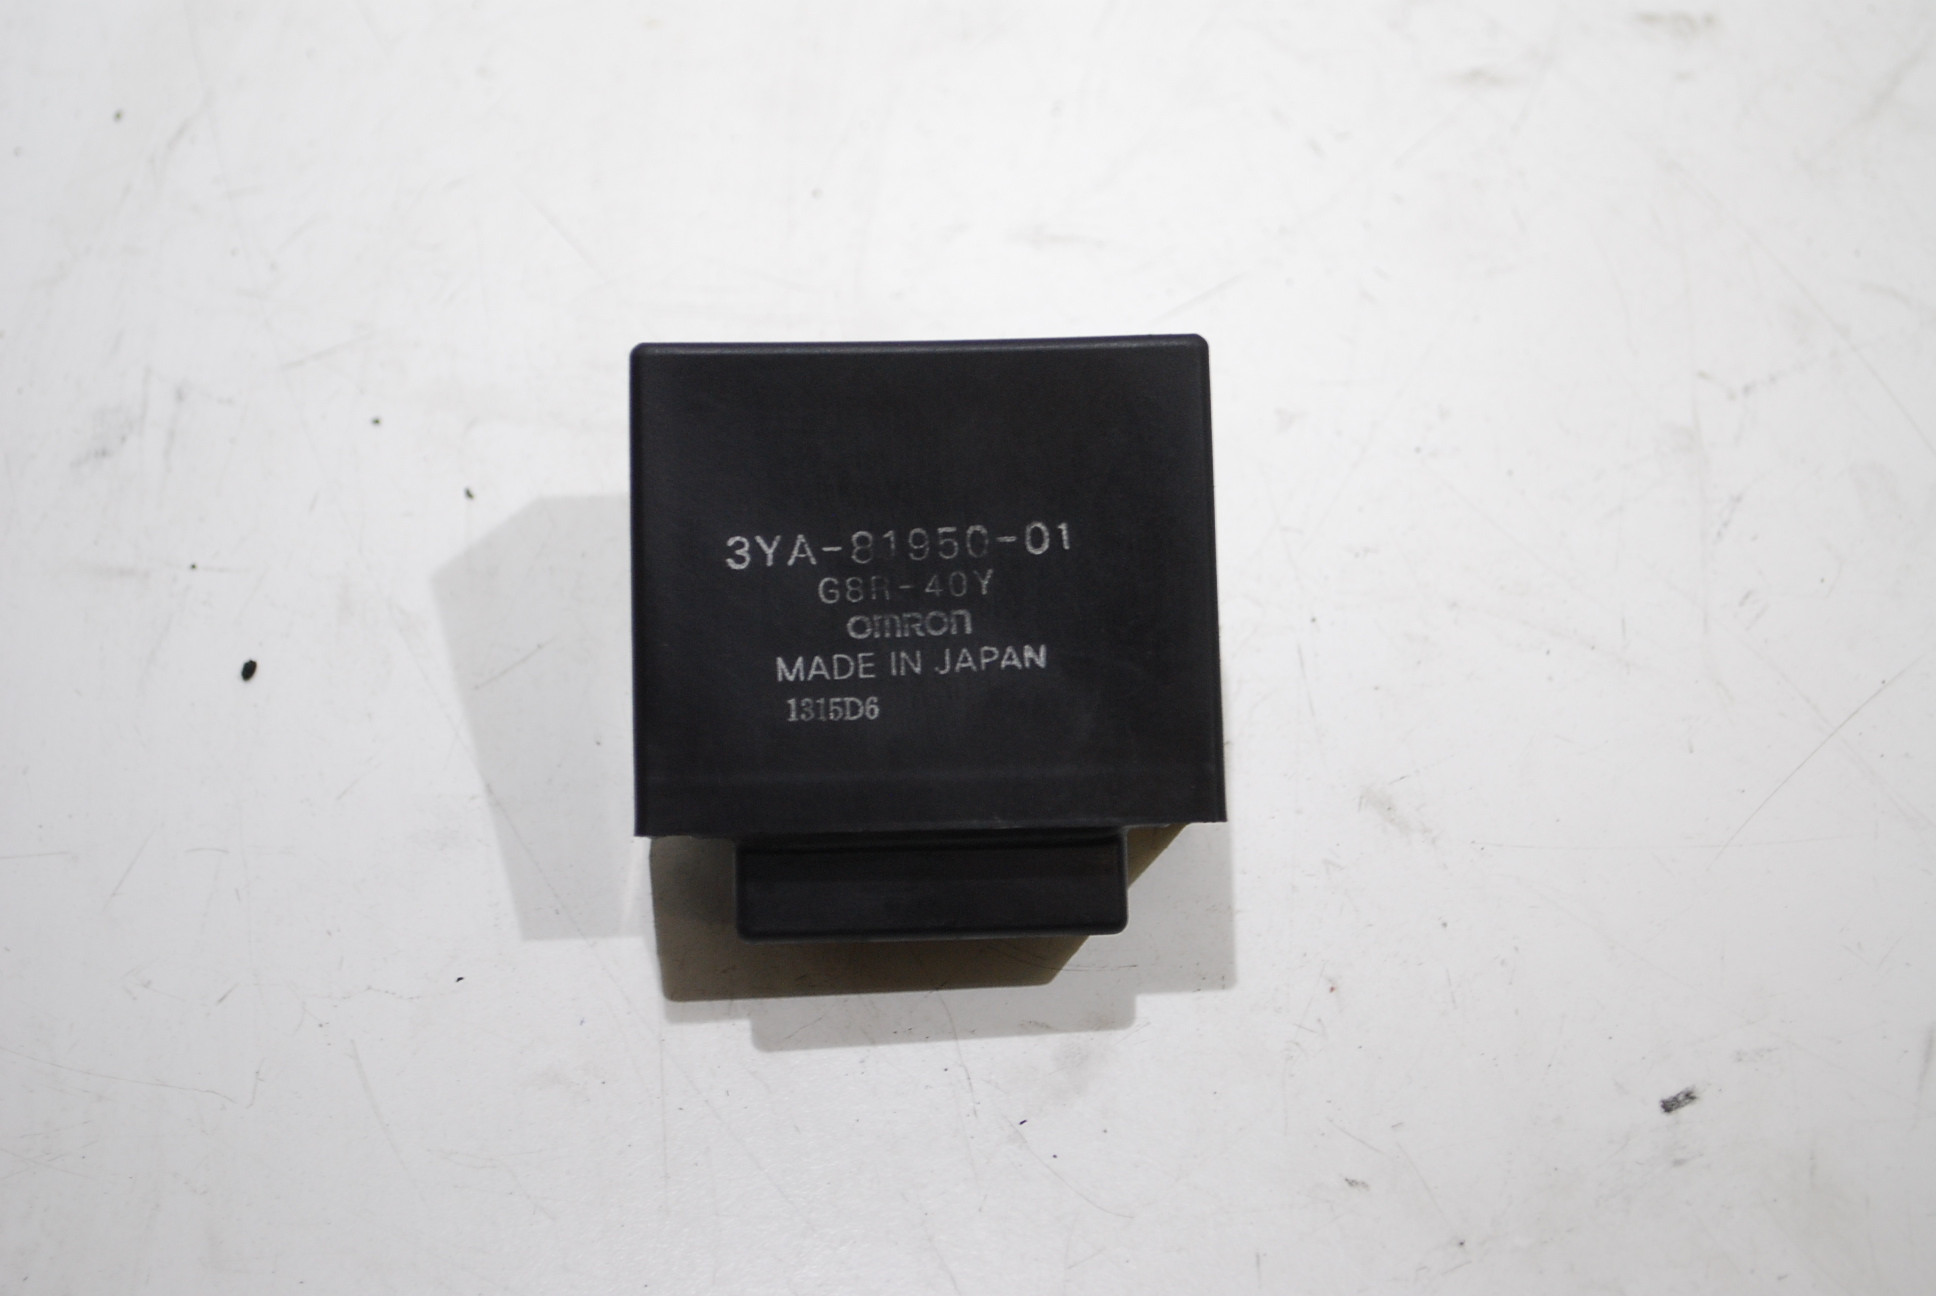 3YA-81950-01
G8R-40Y
omron
MADE IN JAPAN
1315D6